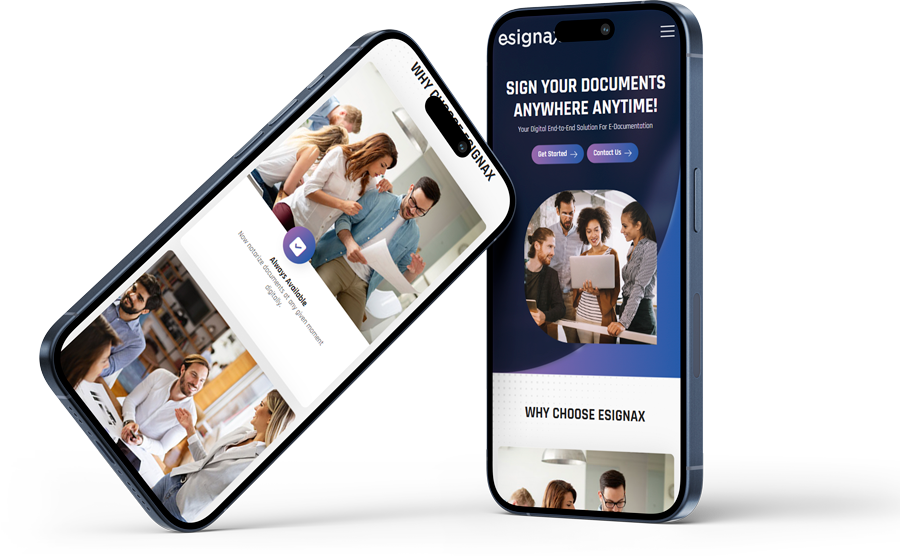 WHY CHOOSE ESIGNAX
Always Available
Now notarize
documents at any given moment
digitally.
esignax
SIGN YOUR DOCUMENTS
ANYWHERE ANYTIME!
Your Digital End-to-End Solution For E-Documentation
Get Started → Contact Us →
WHY CHOOSE ESIGNAX